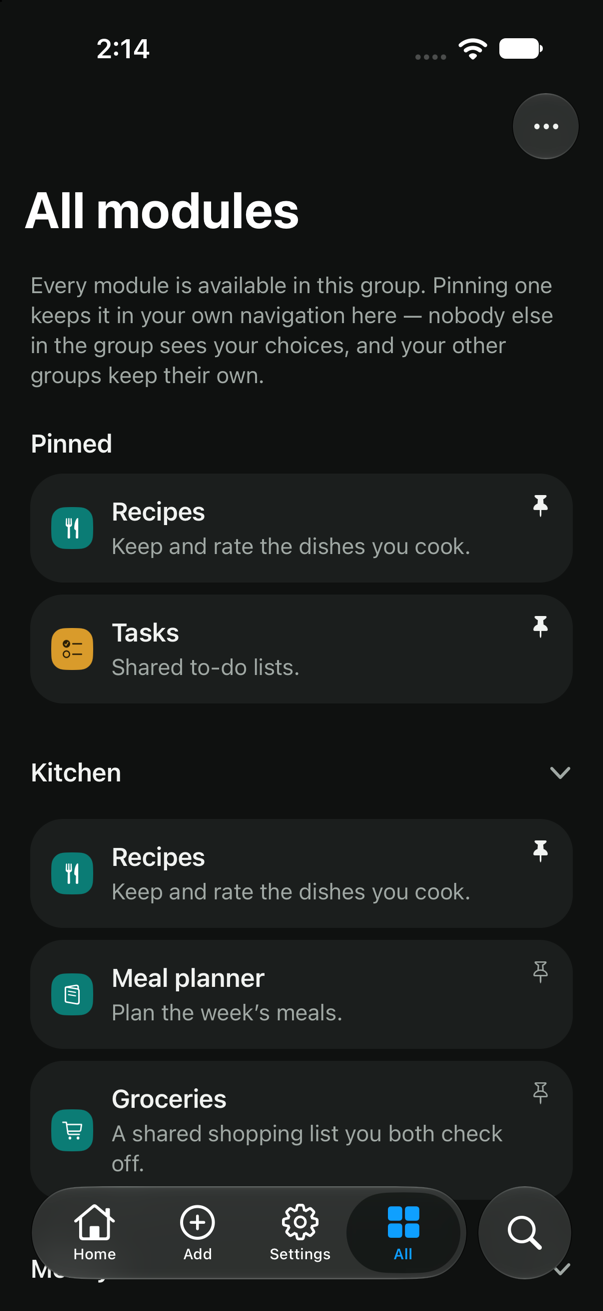 2:14
All modules
Every module is available in this group. Pinning one
keeps it in your own navigation here — nobody else
in the group sees your choices, and your other
groups keep their own.
Pinned
Recipes
Keep and rate the dishes you cook.
Tasks
Shared to-do lists.
Kitchen
Recipes
Keep and rate the dishes you cook.
Meal planner
Plan the week’s meals.
Groceries
A shared shopping list you both check
off.
Home
Add
Settings
All